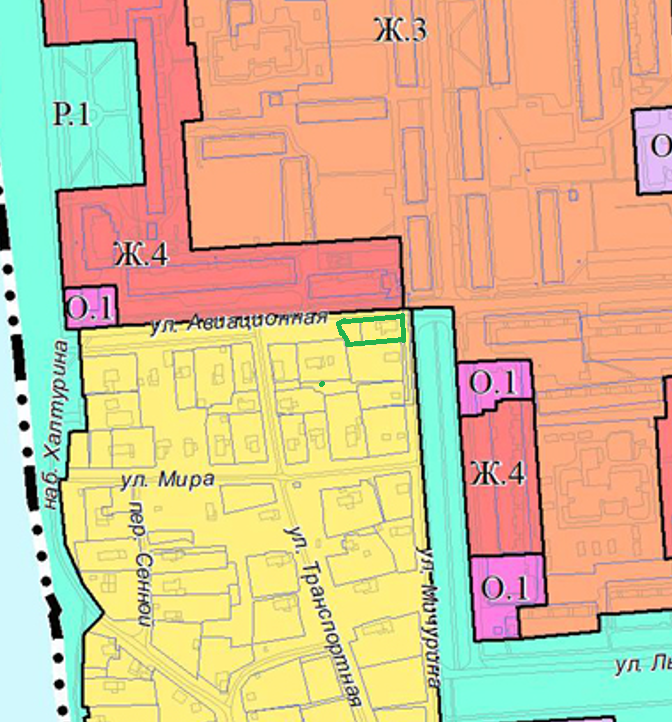 Ж.3
Р.1
О
Ж.4
О.1
ул. Авиационная
наб. Халтурина
О.1
Ж.4
ул. Мира
пер. Сенной
ул. Транспортная
ул. Мичурина
О.1
ул.